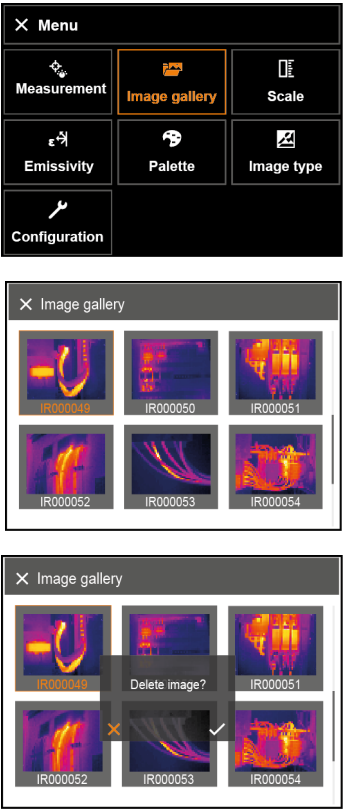 Menu
Measurement
Image gallery
Scale
Emissivity
Palette
Image type
Configuration
Image gallery
IR000049
IR000050
IR000051
IR000052
IR000053
IR000054
Image gallery
IR000049
Delete image?
IR000051
IR000052
IR000053
IR000054